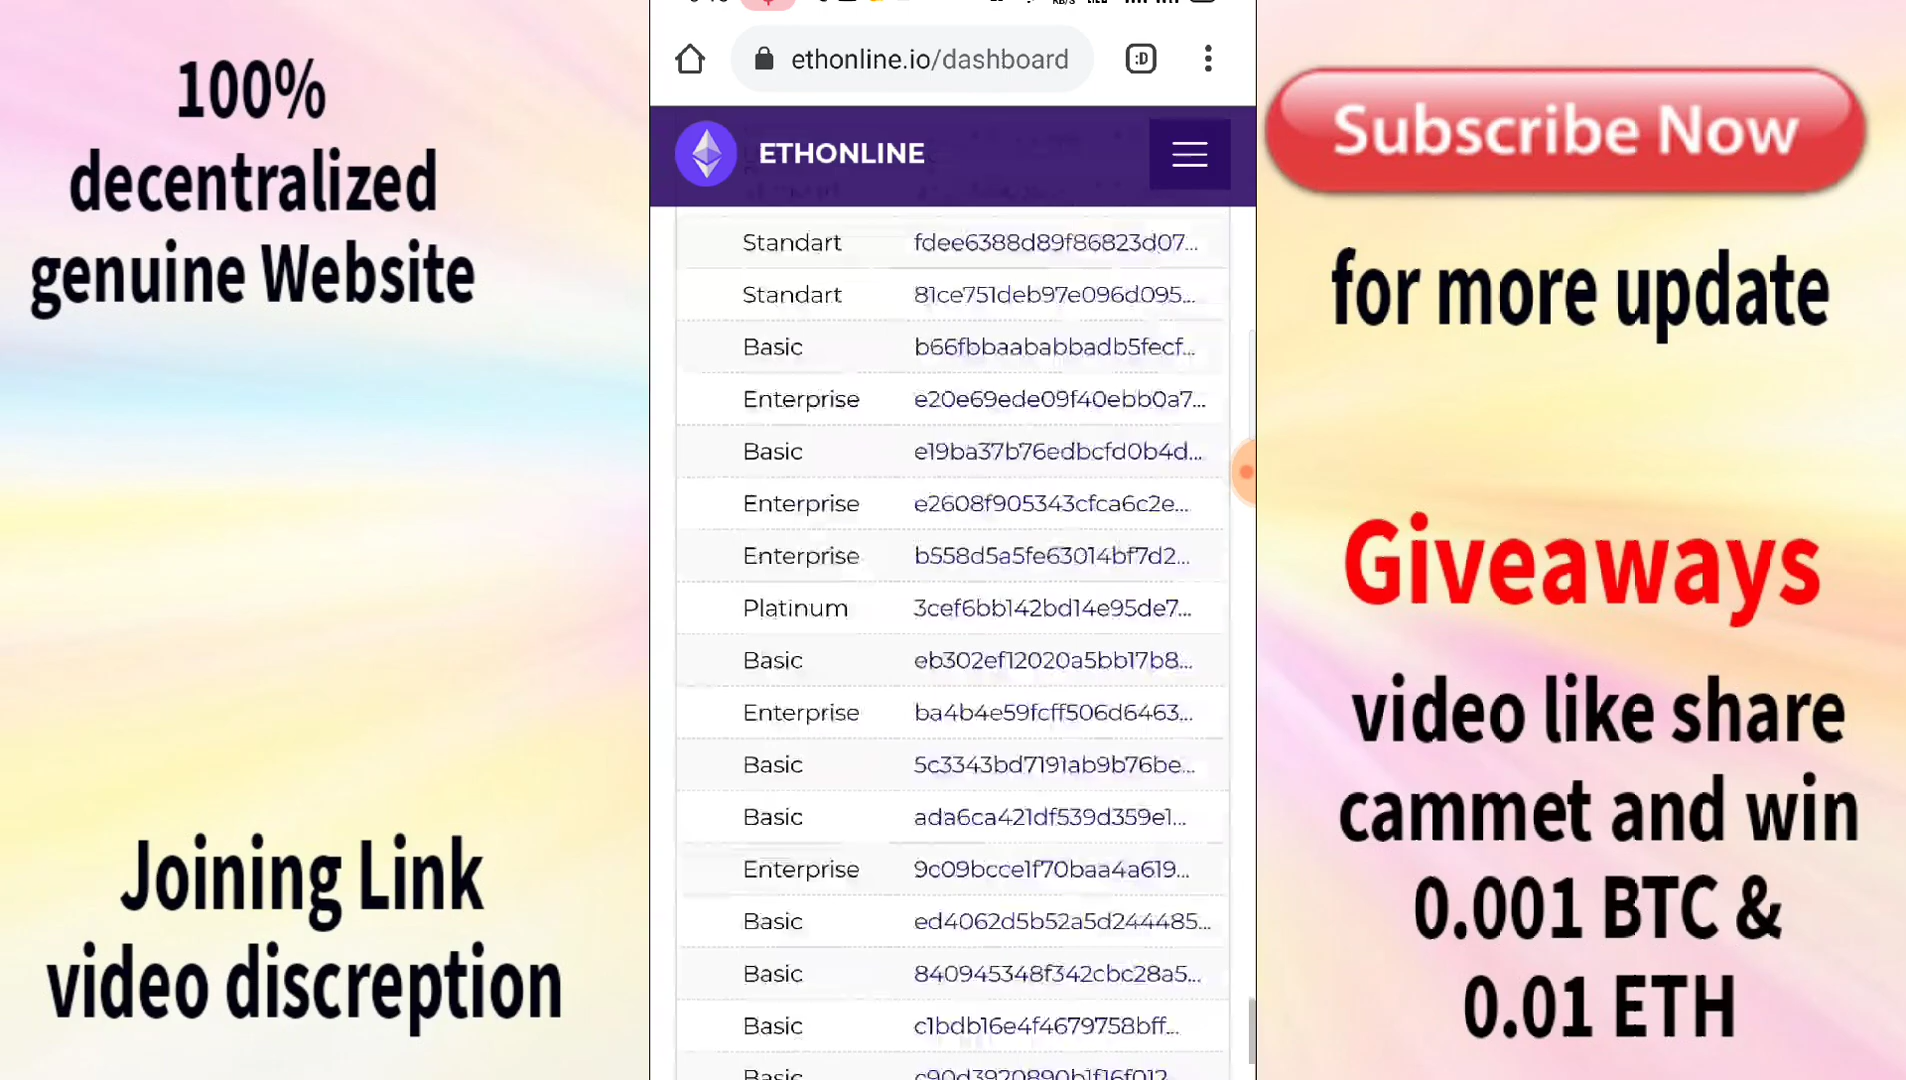 100%
decentralized
genuine Website
Joining Link
video discreption
ethonline.io/dashboard
:D
ETHONLINE
Standart fdee6388d89f86823d07...
Standart 81ce751deb97e096d095...
Basic b66fbbaababbadb5fecf...
Enterprise e20e69ede09f40ebb0a7...
Basic e19ba37b76edbcfd0b4d...
Enterprise e2608f905343cfca6c2e...
Enterprise b558d5a5fe63014bf7d2...
Platinum 3cef6bb142bd14e95de7...
Basic eb302ef12020a5bb17b8...
Enterprise ba4b4e59fcff506d6463...
Basic 5c3343bd7191ab9b76be...
Basic ada6ca421df539d359e1...
Enterprise 9c09bcce1f70baa4a619...
Basic ed4062d5b52a5d244485...
Basic 840945348f342cbc28a5...
Basic c1bdb16e4f4679758bff...
Basic c90d3920890b1f16f012
Subscribe Now
for more update
Giveaways
video like share
cammet and win
0.001 BTC &
0.01 ETH